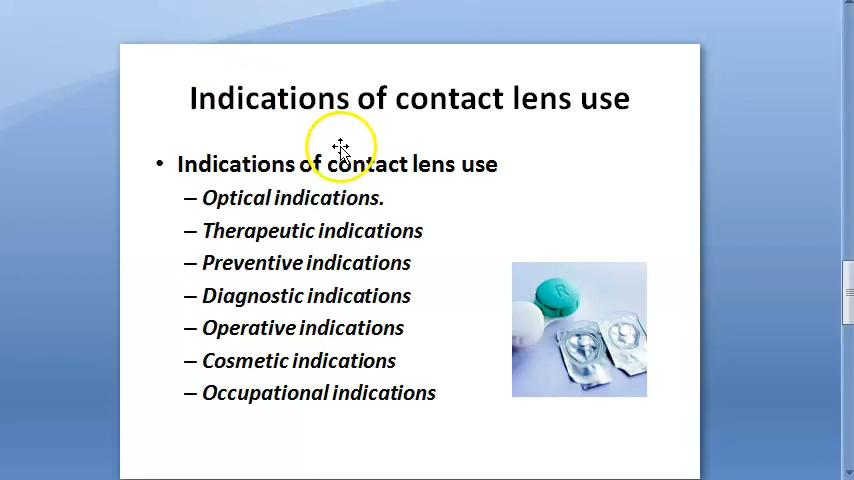 Indications of contact lens use
• Indications of contact lens use
– Optical indications.
– Therapeutic indications
– Preventive indications
– Diagnostic indications
– Operative indications
– Cosmetic indications
– Occupational indications
R